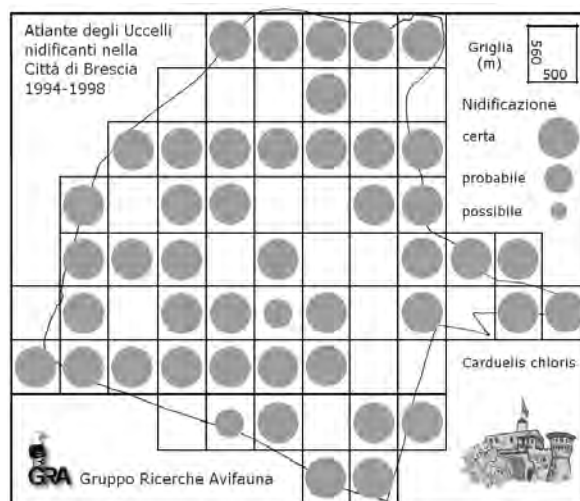 Atlante degli Uccelli
nidificanti nella
Cittá di Brescia
1994-1998
Griglia
(m)
560
500
Nidificazione
certa
probabile
possibile
Carduelis chloris
GRA Gruppo Ricerche Avifauna